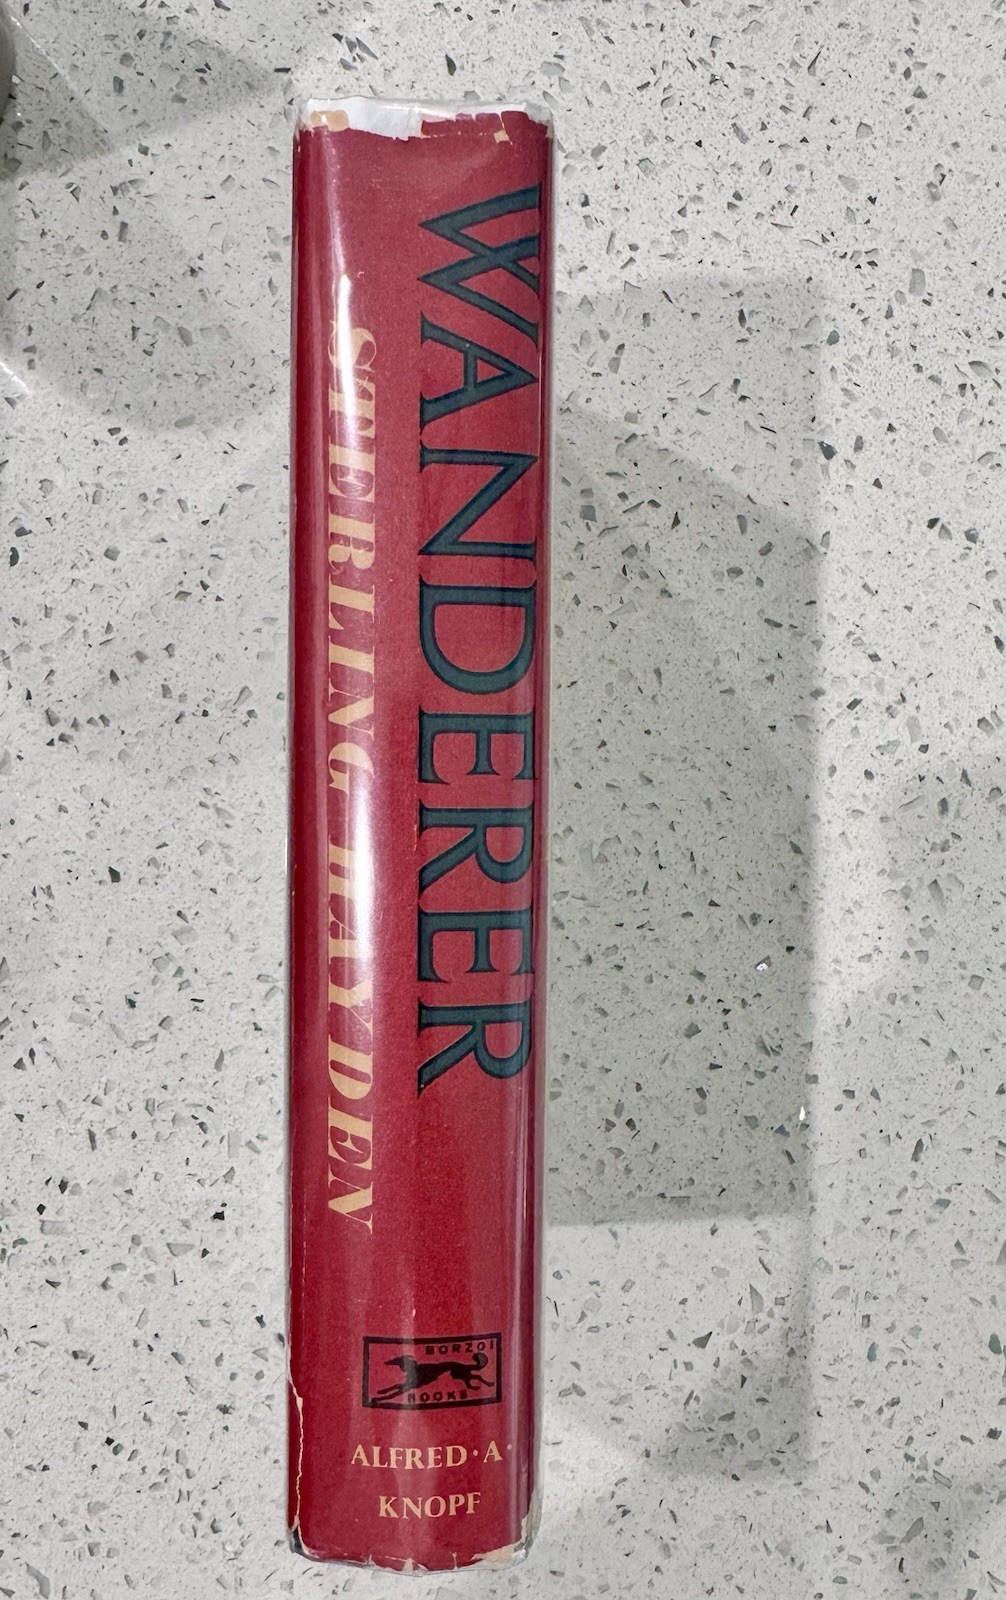 WANDERER
STERLING HAYDEN
BORZOI
BOOKS
ALFRED · A ·
KNOPF